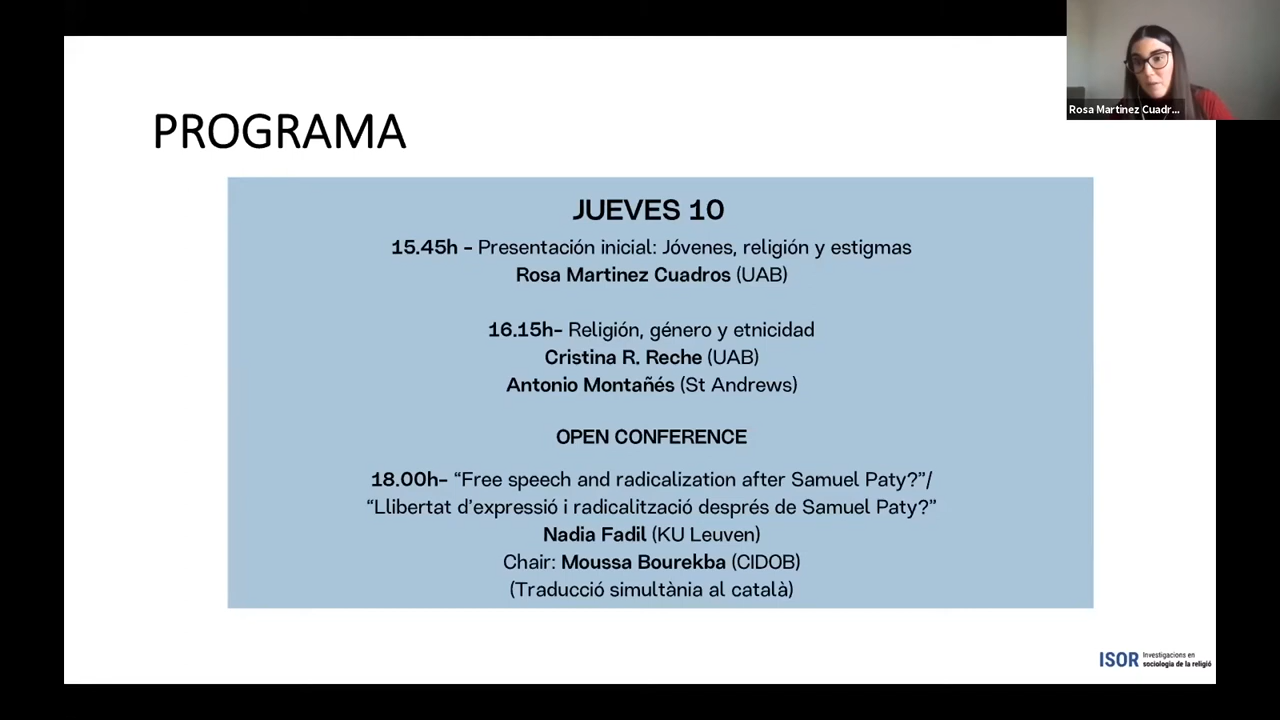 Rosa Martinez Cuadr...
PROGRAMA
JUEVES 10
15.45h - Presentación inicial: Jóvenes, religión y estigmas
Rosa Martinez Cuadros (UAB)
16.15h- Religión, género y etnicidad
Cristina R. Reche (UAB)
Antonio Montañés (St Andrews)
OPEN CONFERENCE
18.00h- “Free speech and radicalization after Samuel Paty?”/
“Llibertat d’expressió i radicalització després de Samuel Paty?”
Nadia Fadil (KU Leuven)
Chair: Moussa Bourekba (CIDOB)
(Traducció simultània al català)
ISOR Investigacions en
sociologia de la religió